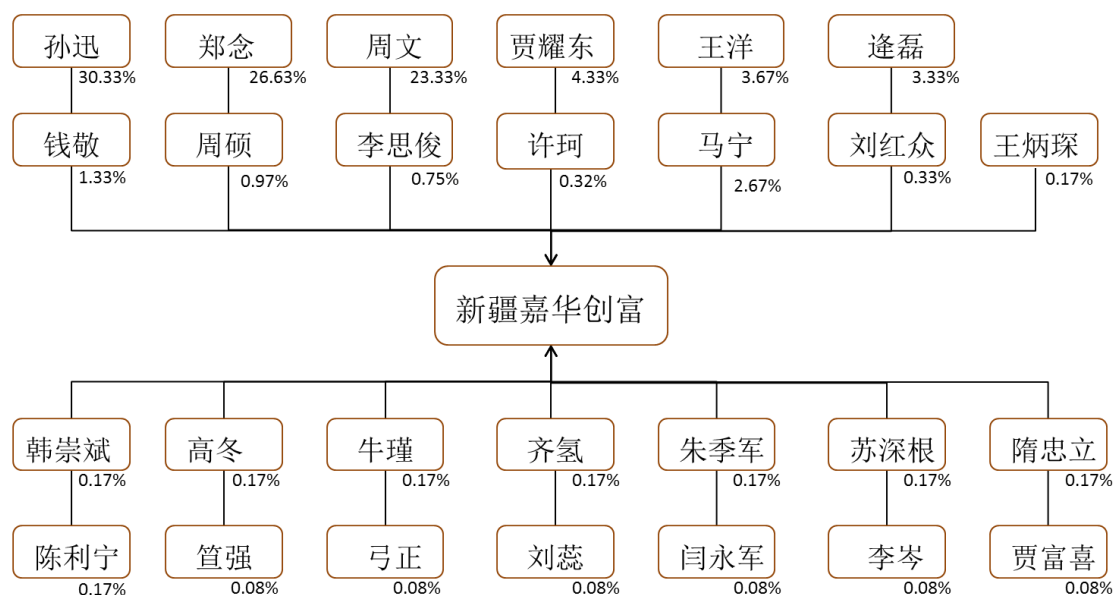 孙迅 郑念 周文 贾耀东 王洋 逄磊
30.33% 26.63% 23.33% 4.33% 3.67% 3.33%
钱敬 周硕 李思俊 许珂 马宁 刘红众 王炳琛
1.33% 0.97% 0.75% 0.32% 2.67% 0.33% 0.17%
新疆嘉华创富
韩崇斌 高冬 牛瑾 齐氢 朱季军 苏深根 隋忠立
0.17% 0.17% 0.17% 0.17% 0.17% 0.17% 0.17%
陈利宁 笪强 弓正 刘蕊 闫永军 李岑 贾富喜
0.17% 0.08% 0.08% 0.08% 0.08% 0.08% 0.08%